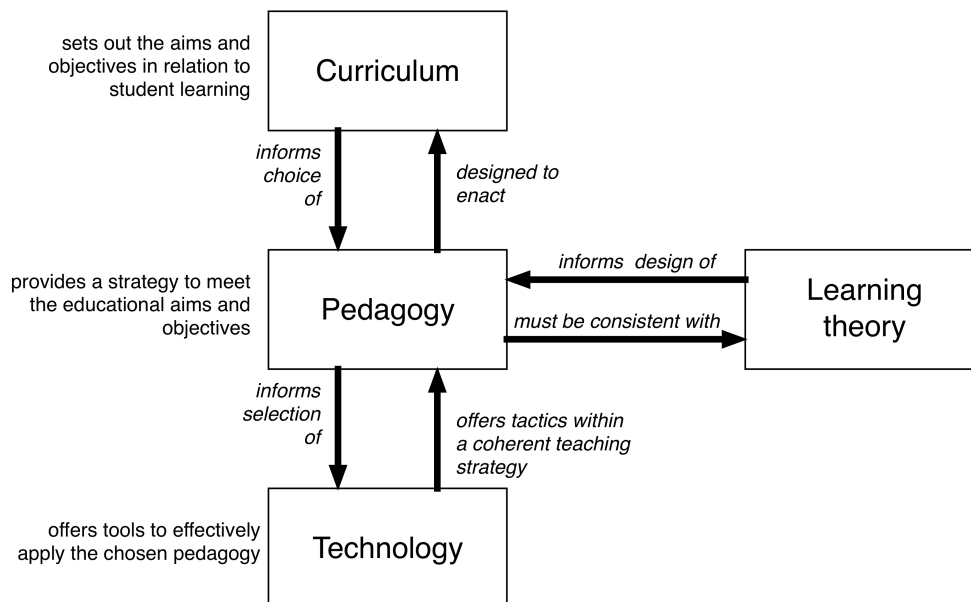 sets out the aims and
objectives in relation to
student learning
Curriculum
informs
choice
of
designed to
enact
provides a strategy to meet
the educational aims and
objectives
Pedagogy
informs  design of
must be consistent with
Learning
theory
informs
selection
of
offers tactics within
a coherent teaching
strategy
offers tools to effectively
apply the chosen pedagogy
Technology